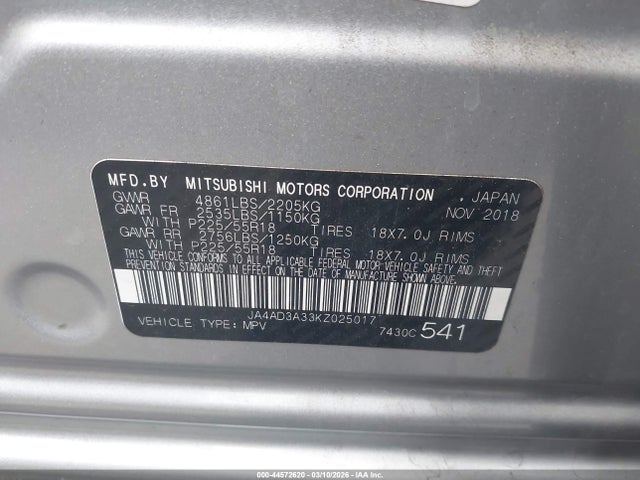 MFD.BY MITSUBISHI MOTORS CORPORATION . JAPAN
GVWR 4861LBS/2205KG NOV 2018
GAWR FR 2535LBS/1150KG
WITH P225/55R18 TIRES 18X7.0J RIMS
GAWR RR 2756LBS/1250KG
WITH P225/55R18 TIRES 18X7.0J RIMS
THIS VEHICLE CONFORMS TO ALL APPLICABLE FEDERAL MOTOR VEHICLE SAFETY AND THEFT
PREVENTION STANDARDS IN EFFECT ON THE DATE OF MANUFACTURE SHOWN ABOVE.
JA4AD3A33KZ025017
VEHICLE TYPE: MPV 7430C 541
000-44572620 - 03/10/2026 - IAA Inc.